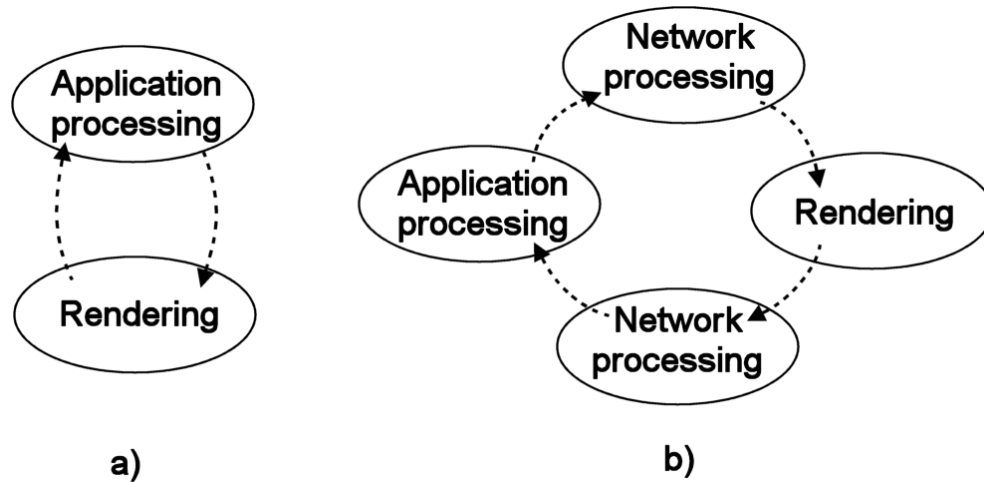 Application
processing
Rendering
a)
Network
processing
Application
processing
Rendering
Network
processing
b)